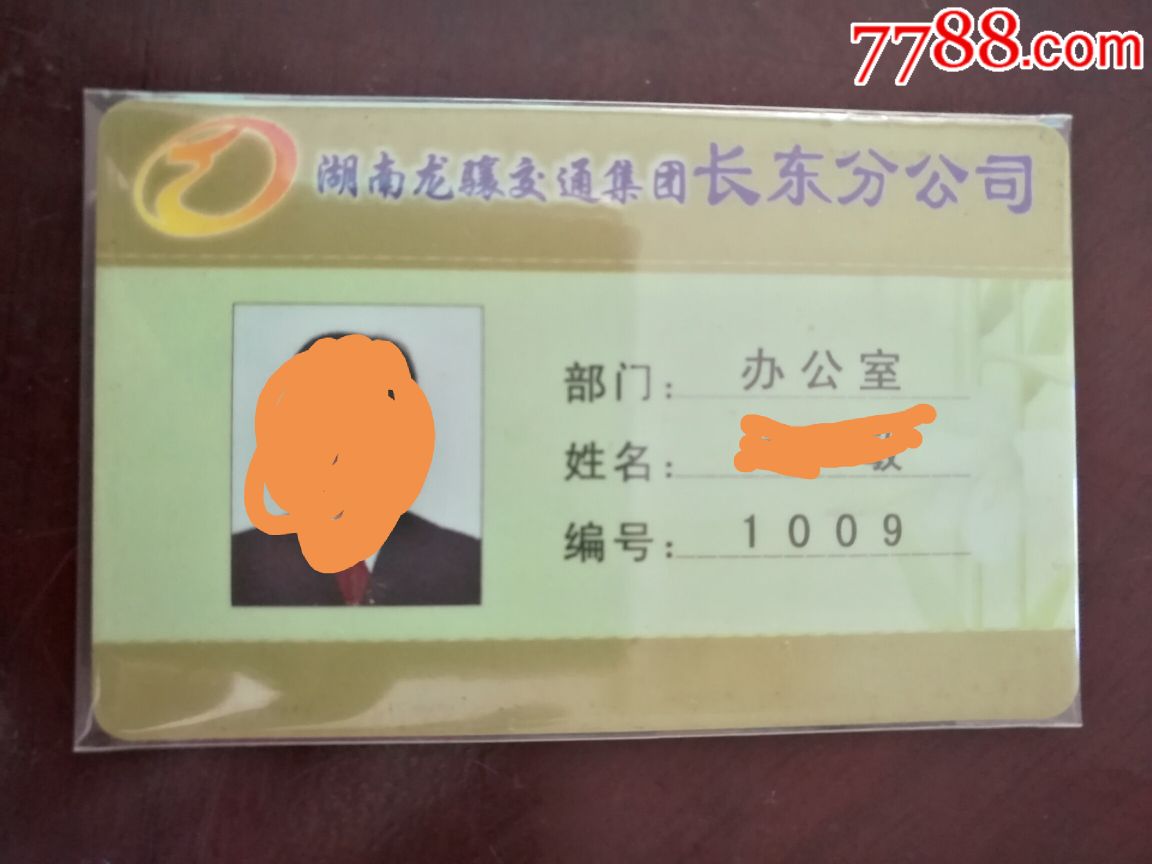 7788.com
湖南龙骧交通集团长东分公司
部门：办公室
姓名：
编号：1009